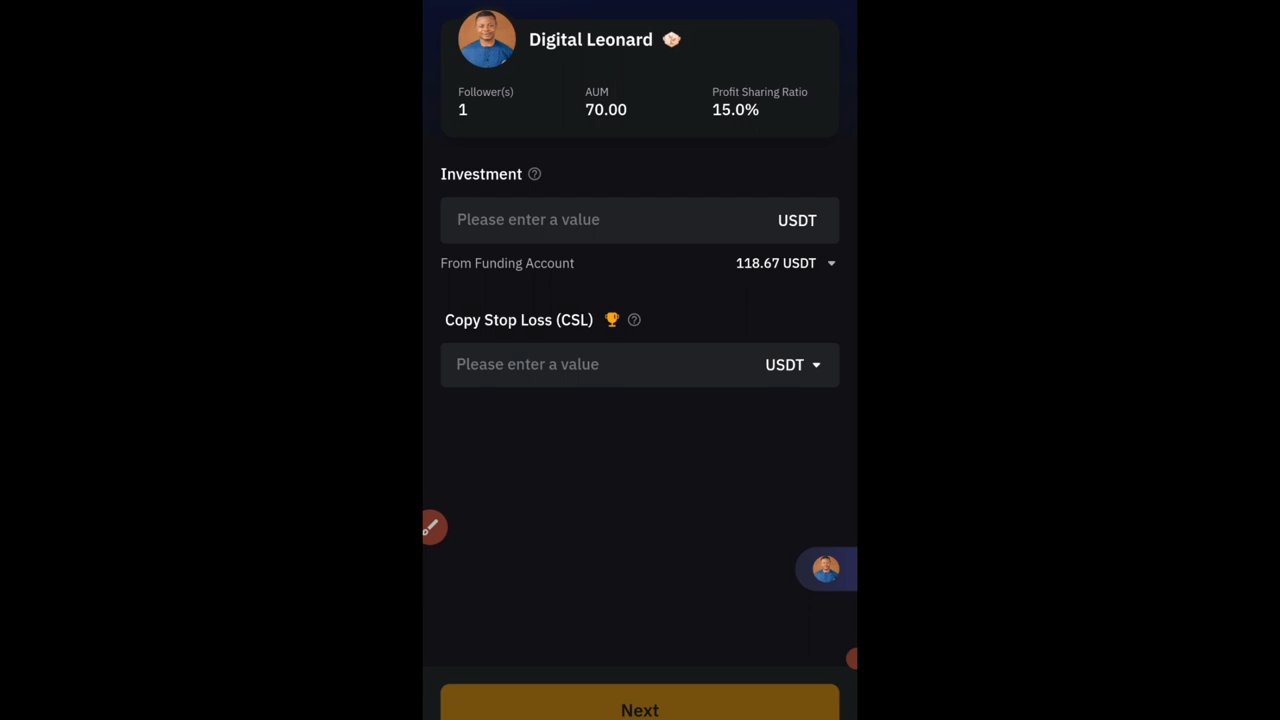 Digital Leonard
Follower(s) AUM Profit Sharing Ratio
1 70.00 15.0%
Investment
Please enter a value USDT
From Funding Account 118.67 USDT
Copy Stop Loss (CSL)
Please enter a value USDT
Next